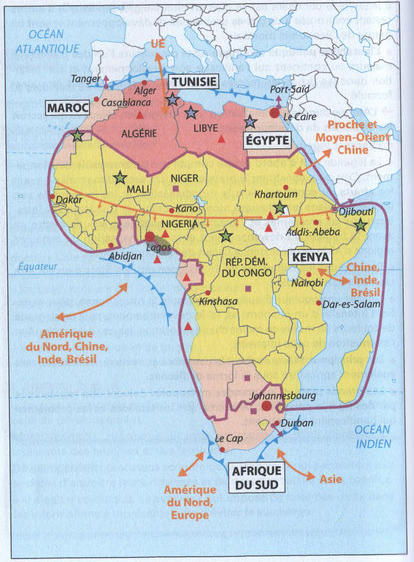 OCÉAN
ATLANTIQUE
UE
Tanger
Alger
TUNISIE
Port-Saïd
MAROC
Casablanca
Le Caire
ALGÉRIE
LIBYE
ÉGYPTE
Proche et
Moyen-Orient
Chine
MALI
NIGER
Khartoum
Dakar
Kano
Djibouti
NIGERIA
Addis-Abeba
Lagos
Abidjan
Équateur
RÉP. DÉM.
DU CONGO
KENYA
Chine,
Inde,
Brésil
Nairobi
Kinshasa
Dar-es-Salam
Amérique
du Nord, Chine,
Inde, Brésil
Johannesbourg
Durban
OCÉAN
INDIEN
Le Cap
AFRIQUE
DU SUD
Asie
Amérique
du Nord,
Europe